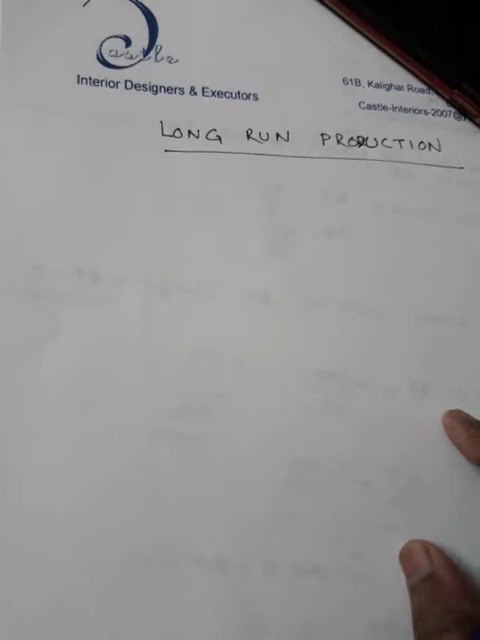 Castle
Interior Designers & Executors
61B, Kalighat Road,
Castle-Interiors-2007@
LONG RUN PRODUCTION